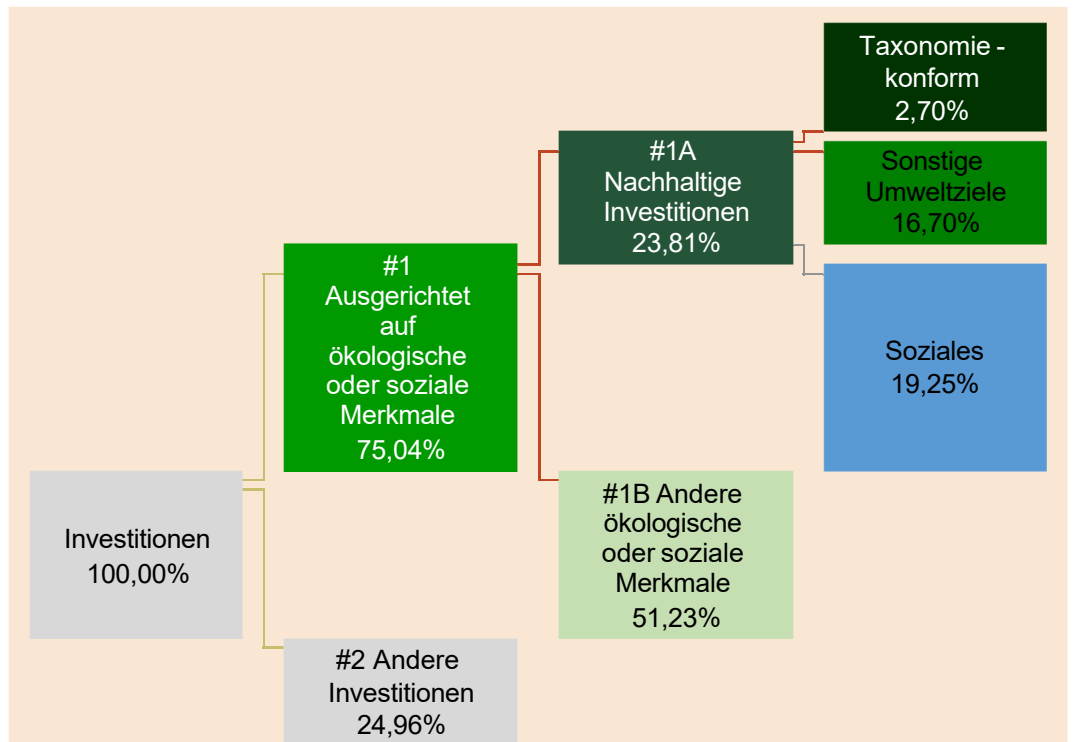 Investitionen
100,00%
#1
Ausgerichtet
auf
ökologische
oder soziale
Merkmale
75,04%
#2 Andere
Investitionen
24,96%
#1A
Nachhaltige
Investitionen
23,81%
#1B Andere
ökologische
oder soziale
Merkmale
51,23%
Taxonomie -
konform
2,70%
Sonstige
Umweltziele
16,70%
Soziales
19,25%